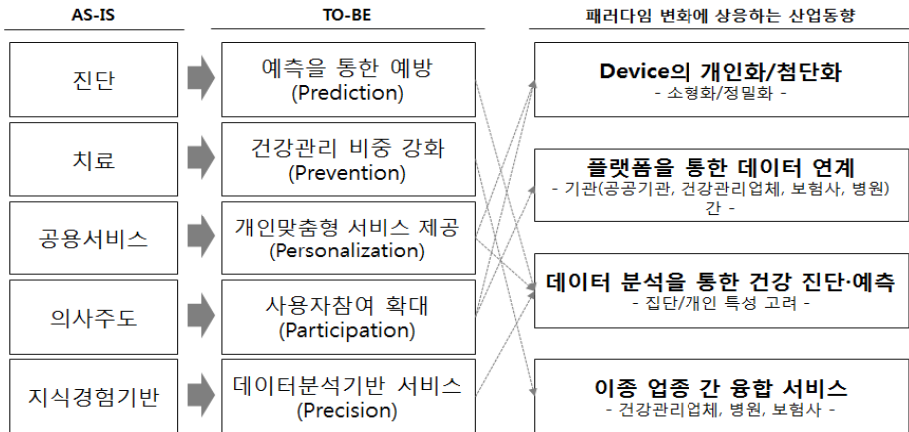 AS-IS
TO-BE
패러다임 변화에 상응하는 산업동향
진단
예측을 통한 예방
(Prediction)
Device의 개인화/첨단화
- 소형화/정밀화 -
치료
건강관리 비중 강화
(Prevention)
플랫폼을 통한 데이터 연계
- 기관(공공기관, 건강관리업체, 보험사, 병원)
간 -
공용서비스
개인맞춤형 서비스 제공
(Personalization)
데이터 분석을 통한 건강 진단·예측
- 집단/개인 특성 고려 -
의사주도
사용자참여 확대
(Participation)
지식경험기반
데이터분석기반 서비스
(Precision)
이종 업종 간 융합 서비스
- 건강관리업체, 병원, 보험사 -